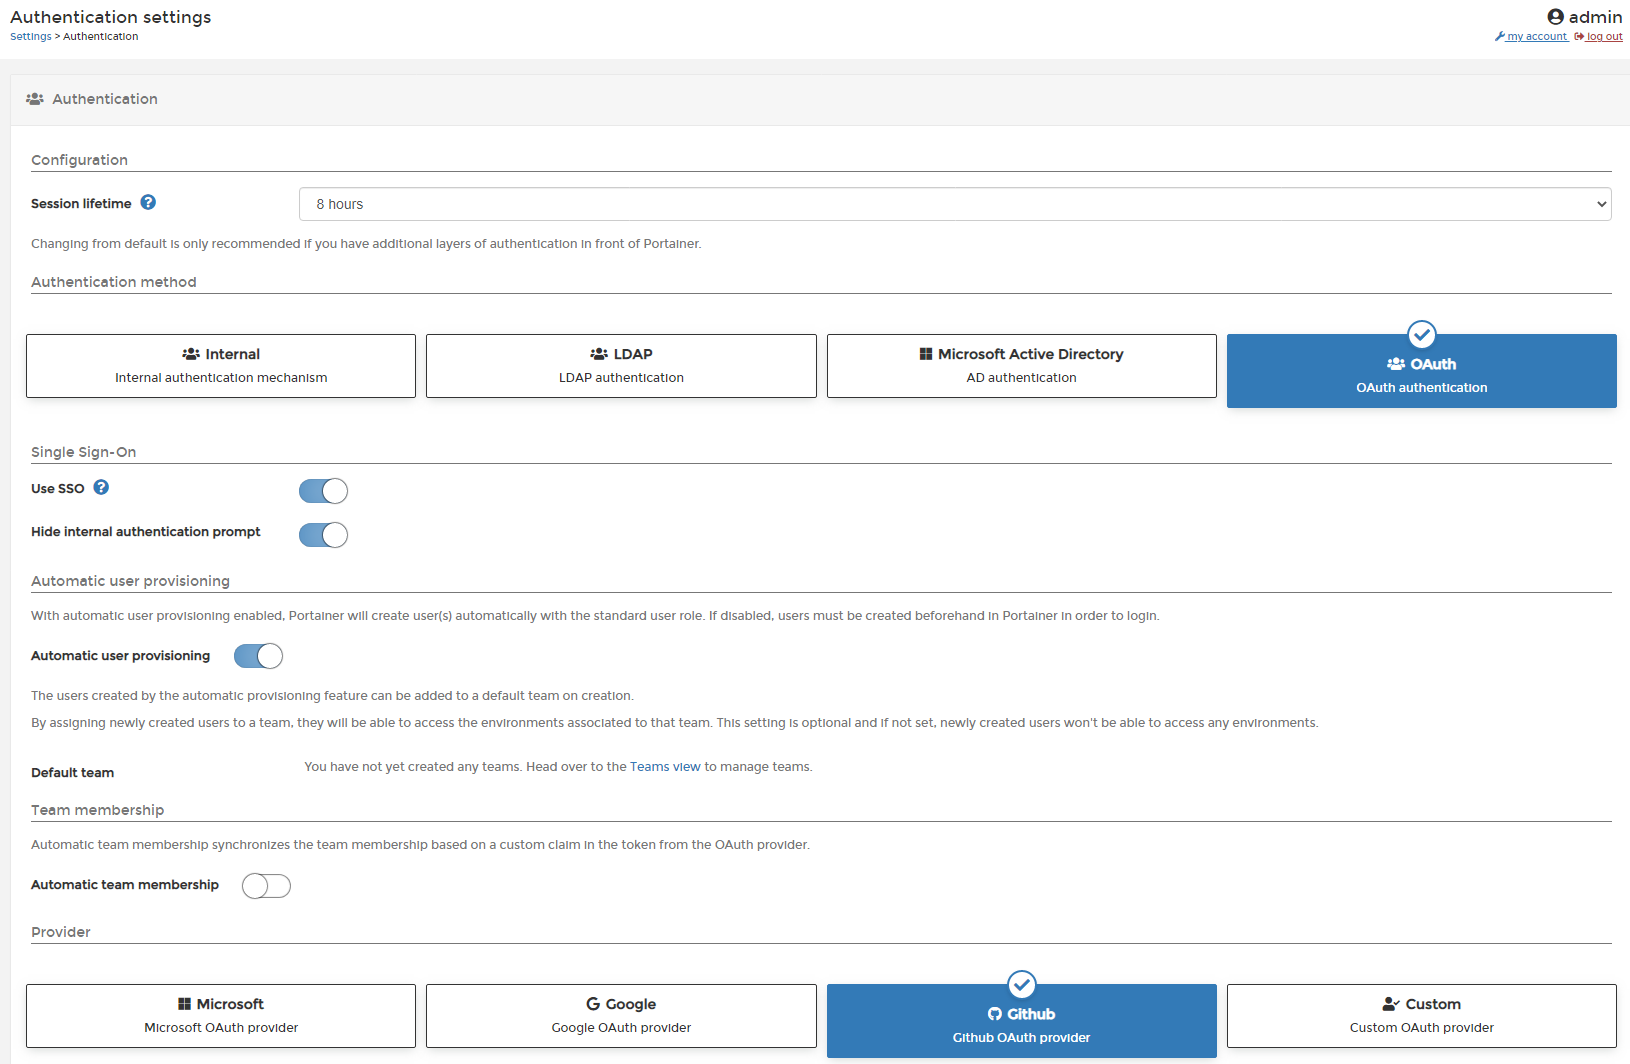 Authentication settings
admin
Settings > Authentication
my account log out
Authentication
Configuration
Session lifetime
8 hours
Changing from default is only recommended if you have additional layers of authentication in front of Portainer.
Authentication method
Internal
Internal authentication mechanism
LDAP
LDAP authentication
Microsoft Active Directory
AD authentication
OAuth
OAuth authentication
Single Sign-On
Use SSO
Hide internal authentication prompt
Automatic user provisioning
With automatic user provisioning enabled, Portainer will create user(s) automatically with the standard user role. If disabled, users must be created beforehand in Portainer in order to login.
Automatic user provisioning
The users created by the automatic provisioning feature can be added to a default team on creation.
By assigning newly created users to a team, they will be able to access the environments associated to that team. This setting is optional and if not set, newly created users won't be able to access any environments.
Default team
You have not yet created any teams. Head over to the Teams view to manage teams.
Team membership
Automatic team membership synchronizes the team membership based on a custom claim in the token from the OAuth provider.
Automatic team membership
Provider
Microsoft
Microsoft OAuth provider
Google
Google OAuth provider
Github
Github OAuth provider
Custom
Custom OAuth provider